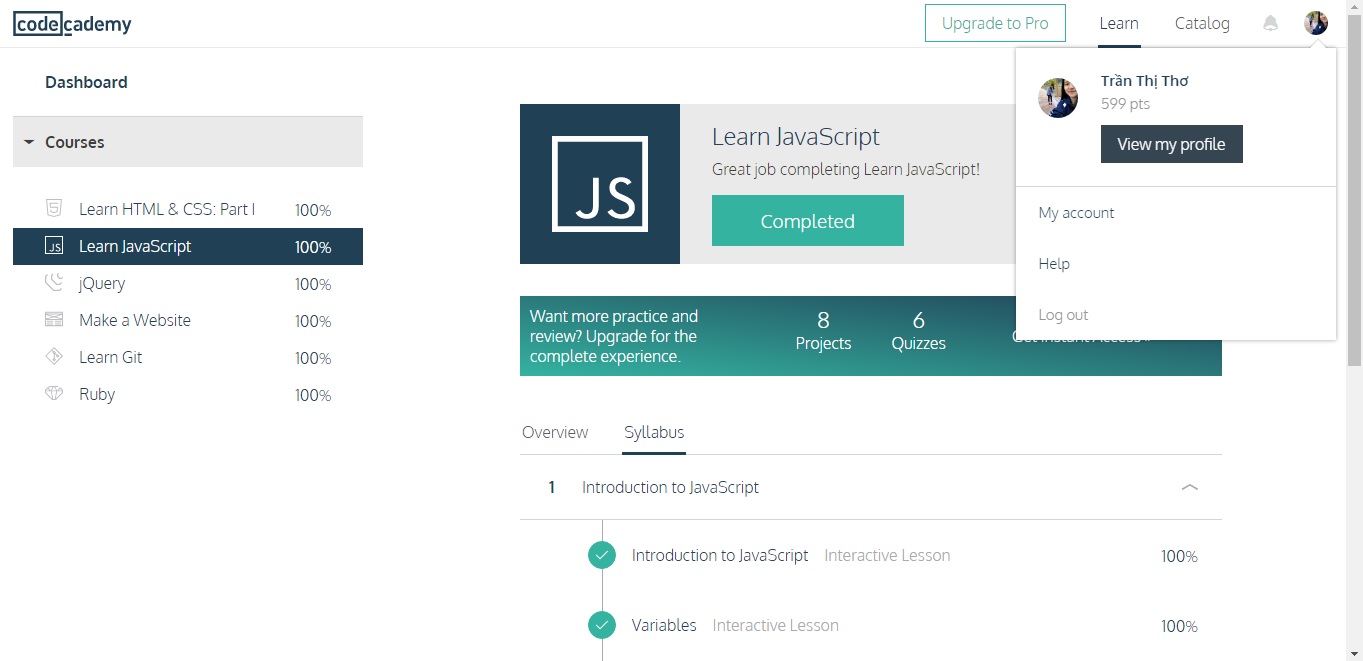 codecademy
Upgrade to Pro
Learn
Catalog
Dashboard
Courses
Learn HTML & CSS: Part I 100%
JS Learn JavaScript 100%
jQuery 100%
Make a Website 100%
Learn Git 100%
Ruby 100%
JS
Learn JavaScript
Great job completing Learn JavaScript!
Completed
Trần Thị Thơ
599 pts
View my profile
My account
Help
Log out
Want more practice and
review? Upgrade for the
complete experience.
8
Projects
6
Quizzes
Overview
Syllabus
1 Introduction to JavaScript
Introduction to JavaScript Interactive Lesson 100%
Variables Interactive Lesson 100%